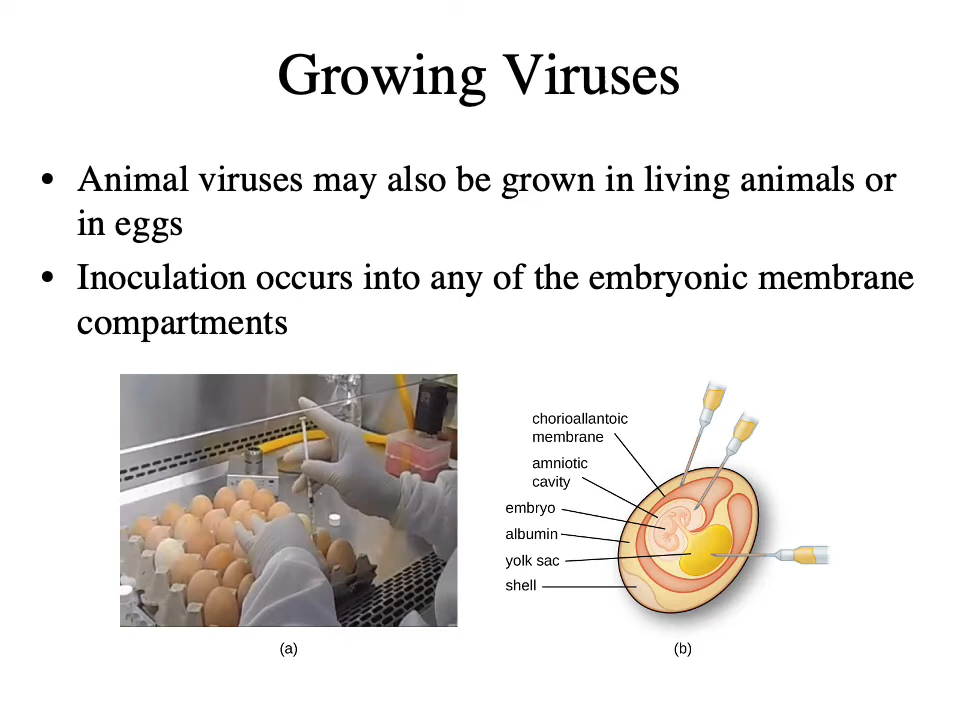 Growing Viruses
• Animal viruses may also be grown in living animals or
in eggs
• Inoculation occurs into any of the embryonic membrane
compartments
chorioallantoic
membrane
amniotic
cavity
embryo
albumin
yolk sac
shell
(a)
(b)